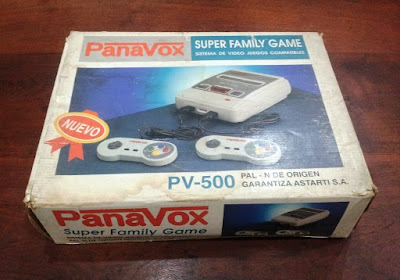 PanaVox
SUPER FAMILY GAME
SISTEMA DE VIDEO JUEGOS COMPATIBLES
NUEVO
PV-500
PAL - N DE ORIGEN
GARANTIZA ASTARTI S.A.
PanaVox
Super Family Game